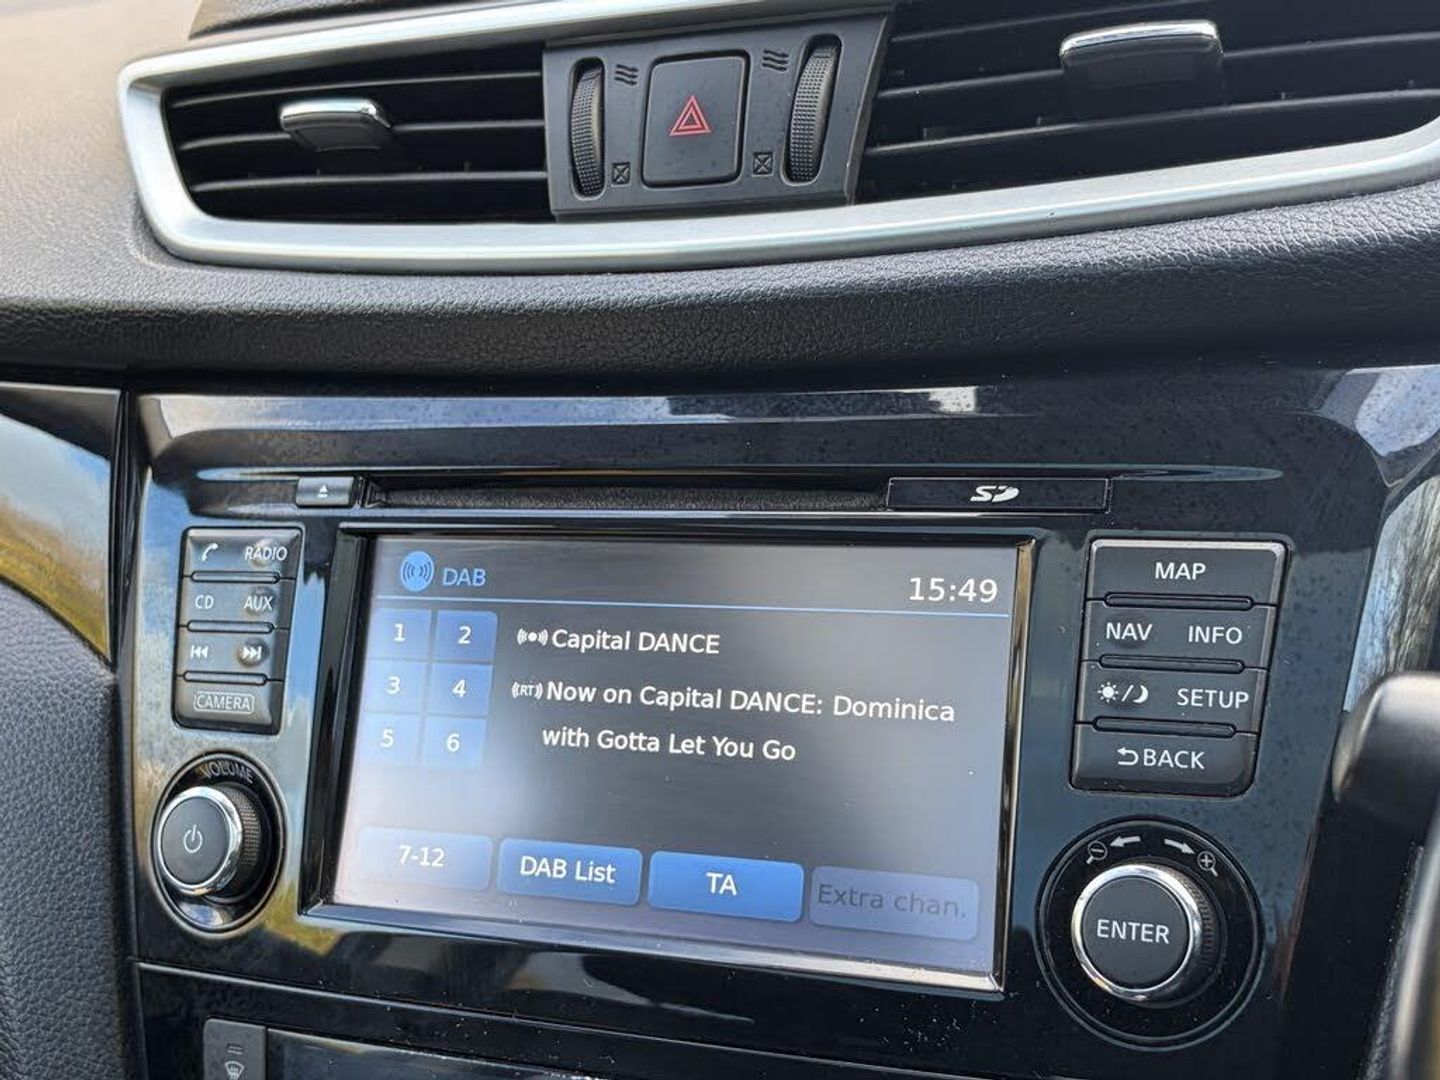 SD
RADIO
CD AUX
CAMERA
VOLUME
DAB
15:49
1 2
3 4
5 6
Capital DANCE
(RT) Now on Capital DANCE: Dominica
with Gotta Let You Go
7-12
DAB List
TA
Extra chan.
MAP
NAV INFO
SETUP
BACK
ENTER